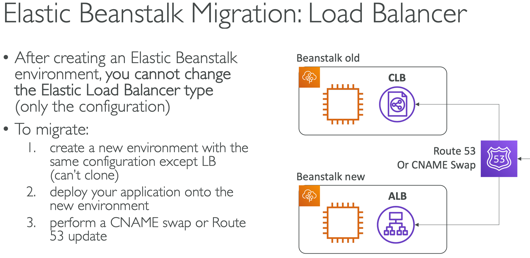 Elastic Beanstalk Migration: Load Balancer
• After creating an Elastic Beanstalk
environment, you cannot change
the Elastic Load Balancer type
(only the configuration)
• To migrate:
1. create a new environment with the
same configuration except LB
(can't clone)
2. deploy your application onto the
new environment
3. perform a CNAME swap or Route
53 update
Beanstalk old
CLB
Route 53
Or CNAME Swap
53
Beanstalk new
ALB